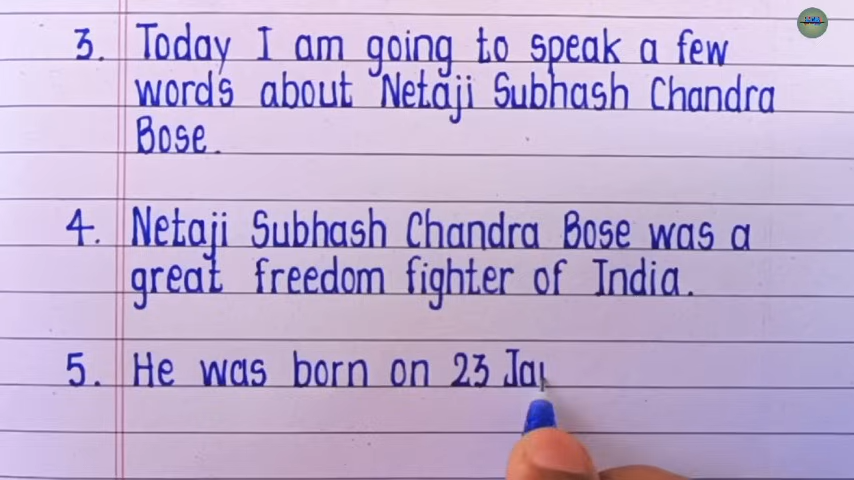 3. Today I am going to speak a few
words about Netaji Subhash Chandra
Bose.
4. Netaji Subhash Chandra Bose was a
great freedom fighter of India.
5. He was born on 23 Ja